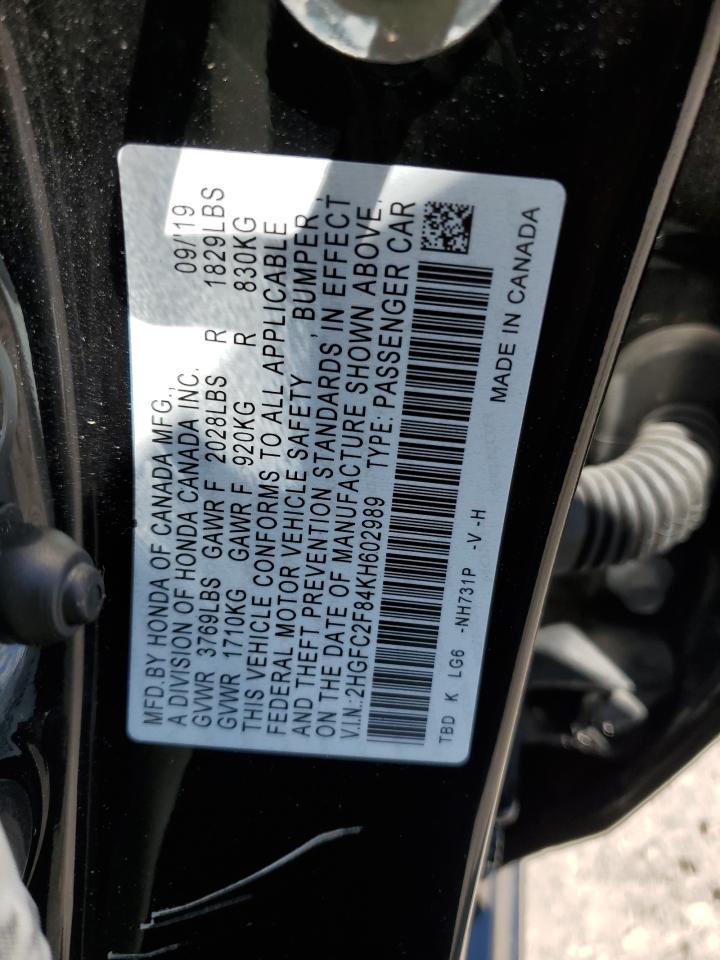 MFD.BY HONDA OF CANADA MFG., 09/'19
A DIVISION OF HONDA CANADA INC.
GVWR 3769LBS GAWR F 2028LBS R 1829LBS
GVWR 1710KG GAWR F 920KG R 830KG
THIS VEHICLE CONFORMS TO ALL APPLICABLE
FEDERAL MOTOR VEHICLE SAFETY , BUMPER ,
AND THEFT PREVENTION STANDARDS IN EFFECT
ON THE DATE OF MANUFACTURE SHOWN ABOVE.
V.I.N.:2HGFC2F84KH602989 TYPE: PASSENGER CAR
TBD K LG6 -NH731P -V -H
MADE IN CANADA